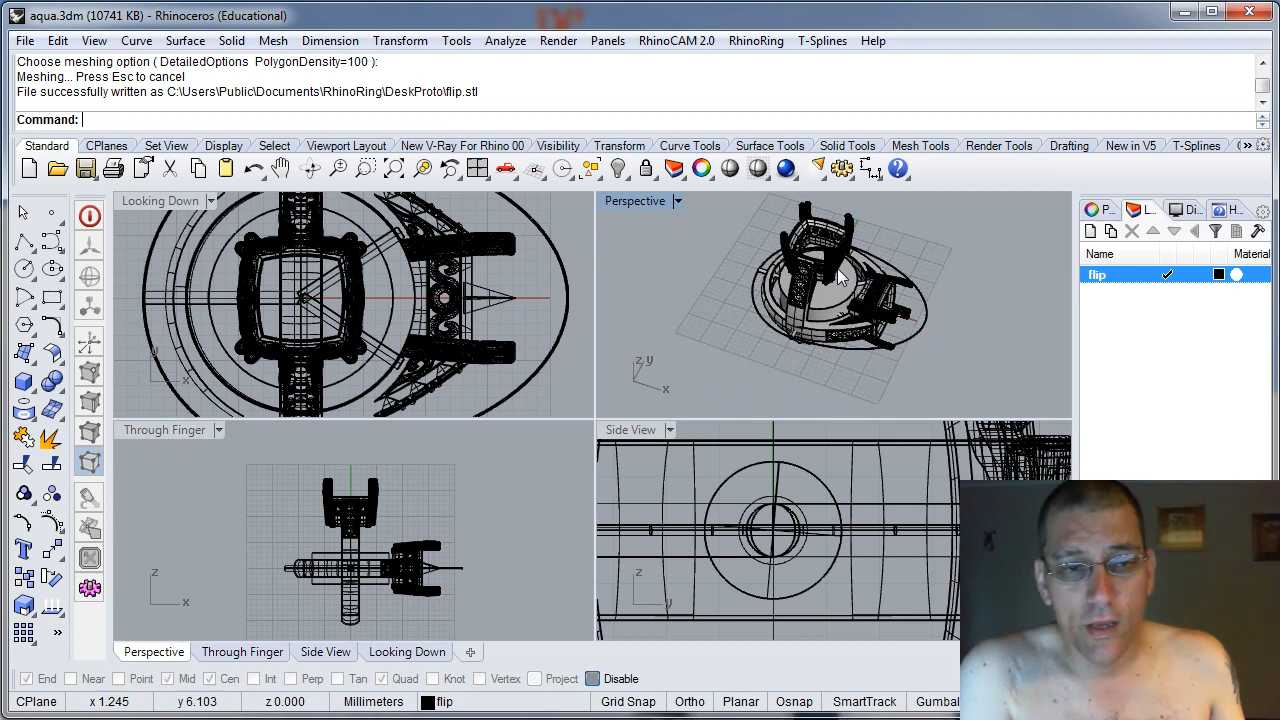 aqua.3dm (10741 KB) - Rhinoceros (Educational)
File Edit View Curve Surface Solid Mesh Dimension Transform Tools Analyze Render Panels RhinoCAM 2.0 RhinoRing T-Splines Help
Choose meshing option ( DetailedOptions PolygonDensity=100 ):
Meshing... Press Esc to cancel
File successfully written as C:\Users\Public\Documents\RhinoRing\DeskProto\flip.stl
Command:
Standard CPlanes Set View Display Select Viewport Layout New V-Ray For Rhino 00 Visibility Transform Curve Tools Surface Tools Solid Tools Mesh Tools Render Tools Drafting New in V5 T-Splines
Looking Down
Perspective
P... L... Di... H...
Name Material
flip
y
x
z y
x
Through Finger
Side View
z
x
z
y
Perspective Through Finger Side View Looking Down
End Near Point Mid Cen Int Perp Tan Quad Knot Vertex Project Disable
CPlane x 1.245 y 6.103 z 0.000 Millimeters flip Grid Snap Ortho Planar Osnap SmartTrack Gumbal